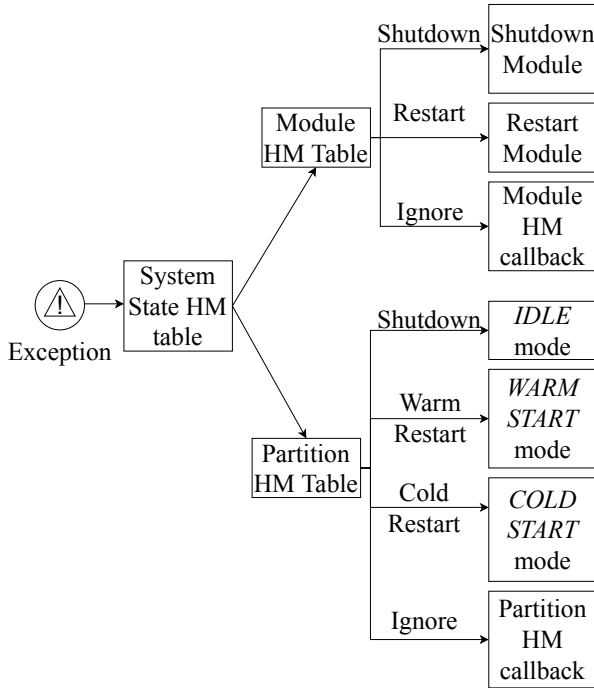 Exception
System
State HM
table
Module
HM Table
Shutdown
Shutdown
Module
Restart
Restart
Module
Ignore
Module
HM
callback
Partition
HM Table
Shutdown
IDLE
mode
Warm
Restart
WARM
START
mode
Cold
Restart
COLD
START
mode
Ignore
Partition
HM
callback